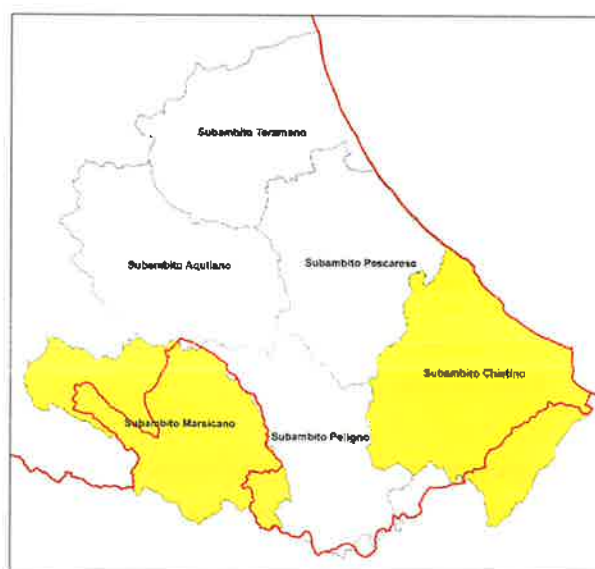 Subambito Teramano
Subambito Aquilano
Subambito Pescarese
Subambito Chietino
Subambito Marsicano
Subambito Peligno